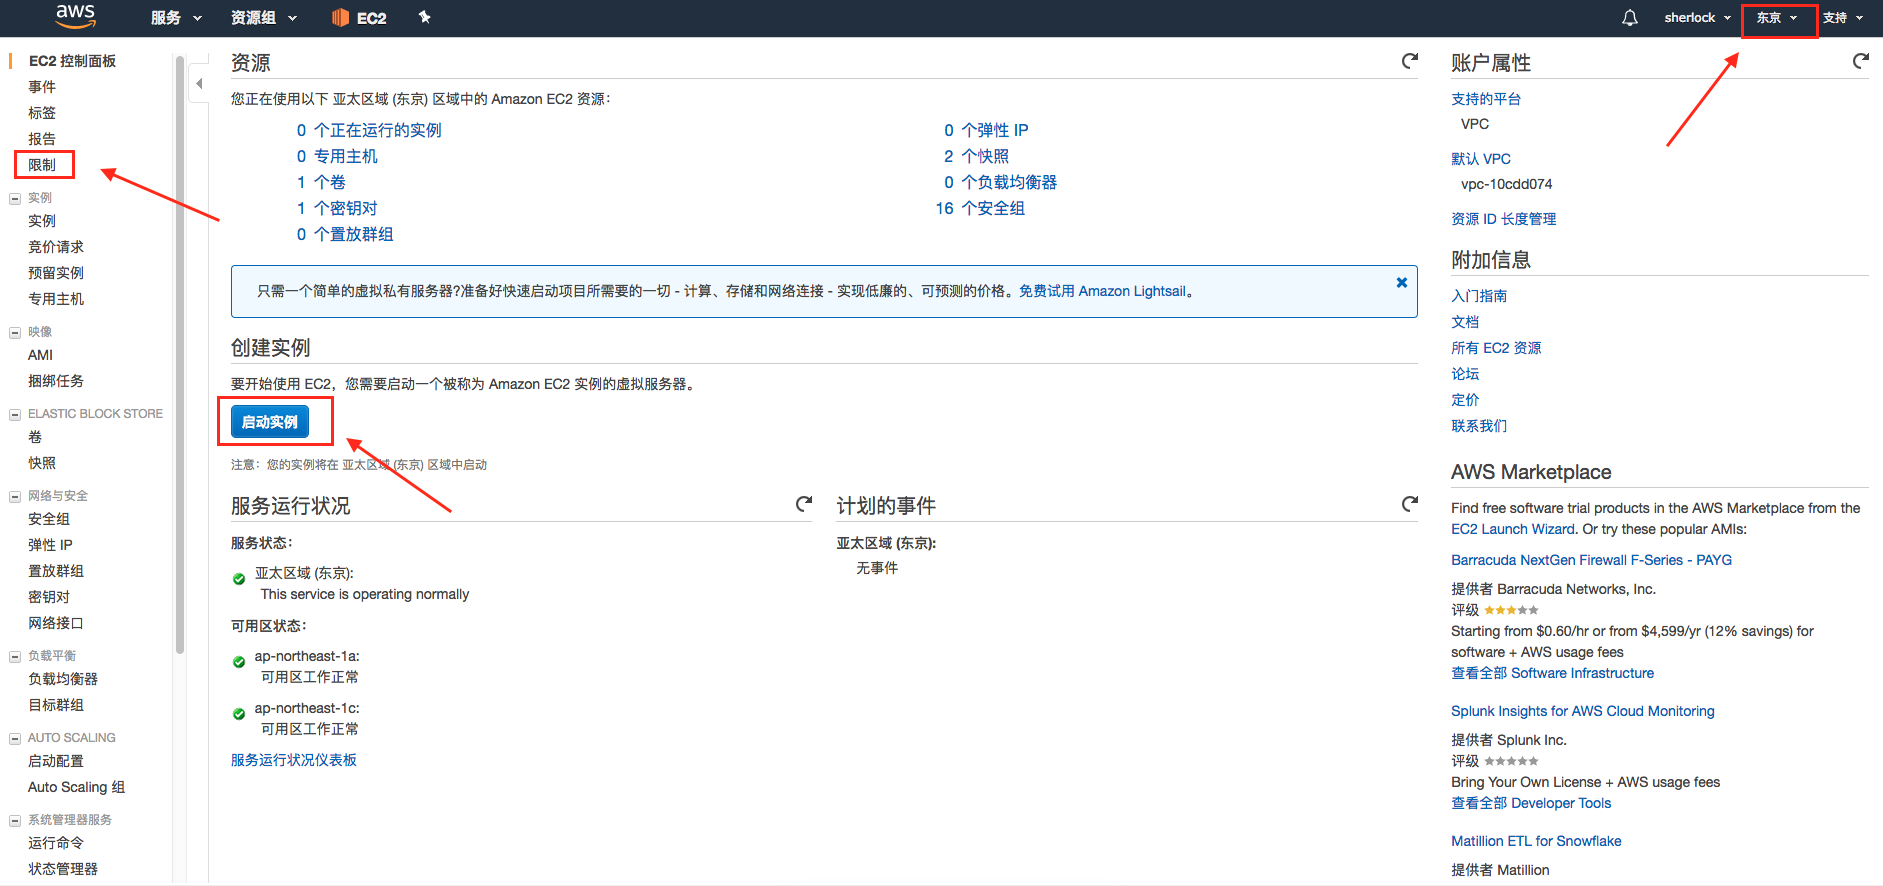 aws 服务 资源组 EC2 sherlock 东京 支持
EC2 控制面板
事件
标签
报告
限制
实例
实例
竞价请求
预留实例
专用主机
映像
AMI
捆绑任务
ELASTIC BLOCK STORE
卷
快照
网络与安全
安全组
弹性 IP
置放群组
密钥对
网络接口
负载平衡
负载均衡器
目标群组
AUTO SCALING
启动配置
Auto Scaling 组
系统管理器服务
运行命令
状态管理器
资源
您正在使用以下 亚太区域 (东京) 区域中的 Amazon EC2 资源：
0 个正在运行的实例
0 专用主机
1 个卷
1 个密钥对
0 个置放群组
0 个弹性 IP
2 个快照
0 个负载均衡器
16 个安全组
只需一个简单的虚拟私有服务器?准备好快速启动项目所需要的一切 - 计算、存储和网络连接 - 实现低廉的、可预测的价格。免费试用 Amazon Lightsail。
创建实例
要开始使用 EC2，您需要启动一个被称为 Amazon EC2 实例的虚拟服务器。
启动实例
注意：您的实例将在 亚太区域 (东京) 区域中启动
服务运行状况
服务状态：
亚太区域 (东京):
This service is operating normally
可用区状态：
ap-northeast-1a:
可用区工作正常
ap-northeast-1c:
可用区工作正常
服务运行状况仪表板
计划的事件
亚太区域 (东京):
无事件
账户属性
支持的平台
VPC
默认 VPC
vpc-10cdd074
资源 ID 长度管理
附加信息
入门指南
文档
所有 EC2 资源
论坛
定价
联系我们
AWS Marketplace
Find free software trial products in the AWS Marketplace from the
EC2 Launch Wizard. Or try these popular AMIs:
Barracuda NextGen Firewall F-Series - PAYG
提供者 Barracuda Networks, Inc.
评级
Starting from $0.60/hr or from $4,599/yr (12% savings) for
software + AWS usage fees
查看全部 Software Infrastructure
Splunk Insights for AWS Cloud Monitoring
提供者 Splunk Inc.
评级
Bring Your Own License + AWS usage fees
查看全部 Developer Tools
Matillion ETL for Snowflake
提供者 Matillion